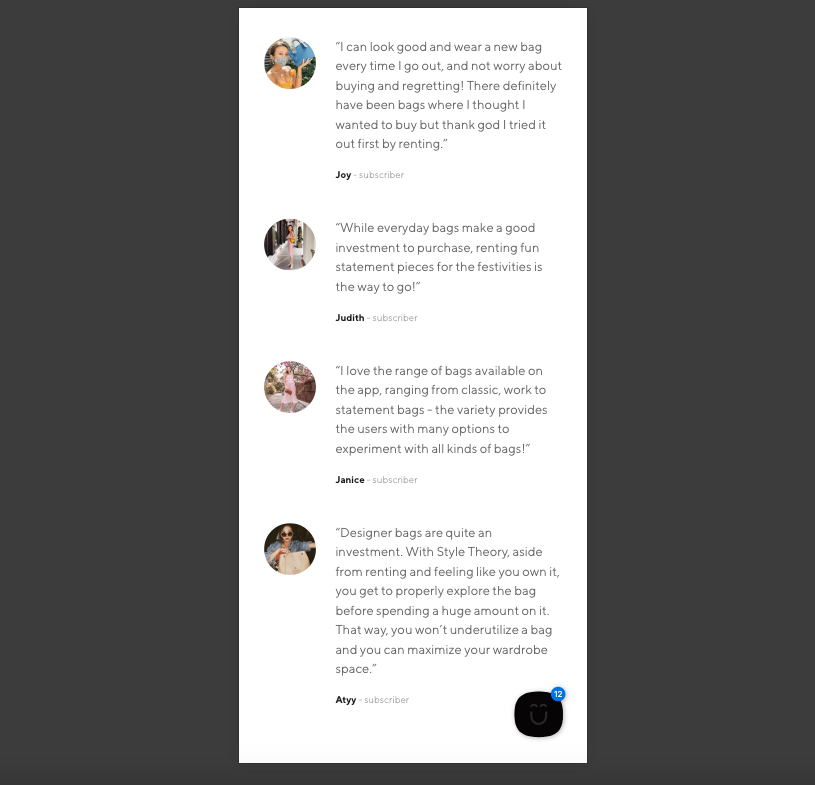 “I can look good and wear a new bag
every time I go out, and not worry about
buying and regretting! There definitely
have been bags where I thought I
wanted to buy but thank god I tried it
out first by renting.”
Joy - subscriber
“While everyday bags make a good
investment to purchase, renting fun
statement pieces for the festivities is
the way to go!”
Judith - subscriber
“I love the range of bags available on
the app, ranging from classic, work to
statement bags - the variety provides
the users with many options to
experiment with all kinds of bags!”
Janice - subscriber
“Designer bags are quite an
investment. With Style Theory, aside
from renting and feeling like you own it,
you get to properly explore the bag
before spending a huge amount on it.
That way, you won’t underutilize a bag
and you can maximize your wardrobe
space.”
Atyy - subscriber
12